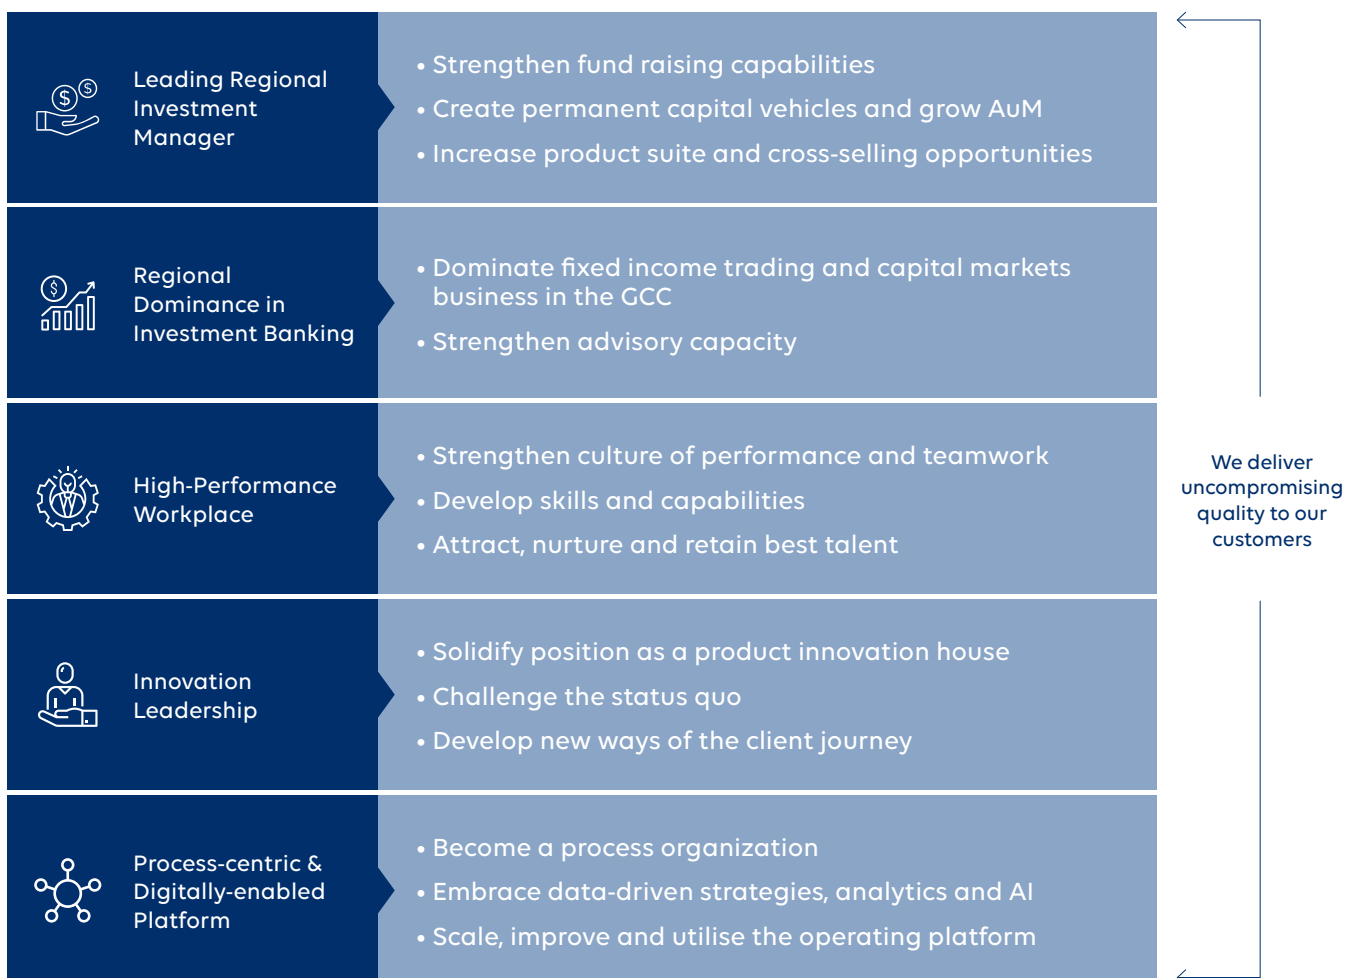 Leading Regional
Investment
Manager
• Strengthen fund raising capabilities
• Create permanent capital vehicles and grow AuM
• Increase product suite and cross-selling opportunities
Regional
Dominance in
Investment Banking
• Dominate fixed income trading and capital markets
business in the GCC
• Strengthen advisory capacity
High-Performance
Workplace
• Strengthen culture of performance and teamwork
• Develop skills and capabilities
• Attract, nurture and retain best talent
Innovation
Leadership
• Solidify position as a product innovation house
• Challenge the status quo
• Develop new ways of the client journey
Process-centric &
Digitally-enabled
Platform
• Become a process organization
• Embrace data-driven strategies, analytics and AI
• Scale, improve and utilise the operating platform
We deliver
uncompromising
quality to our
customers